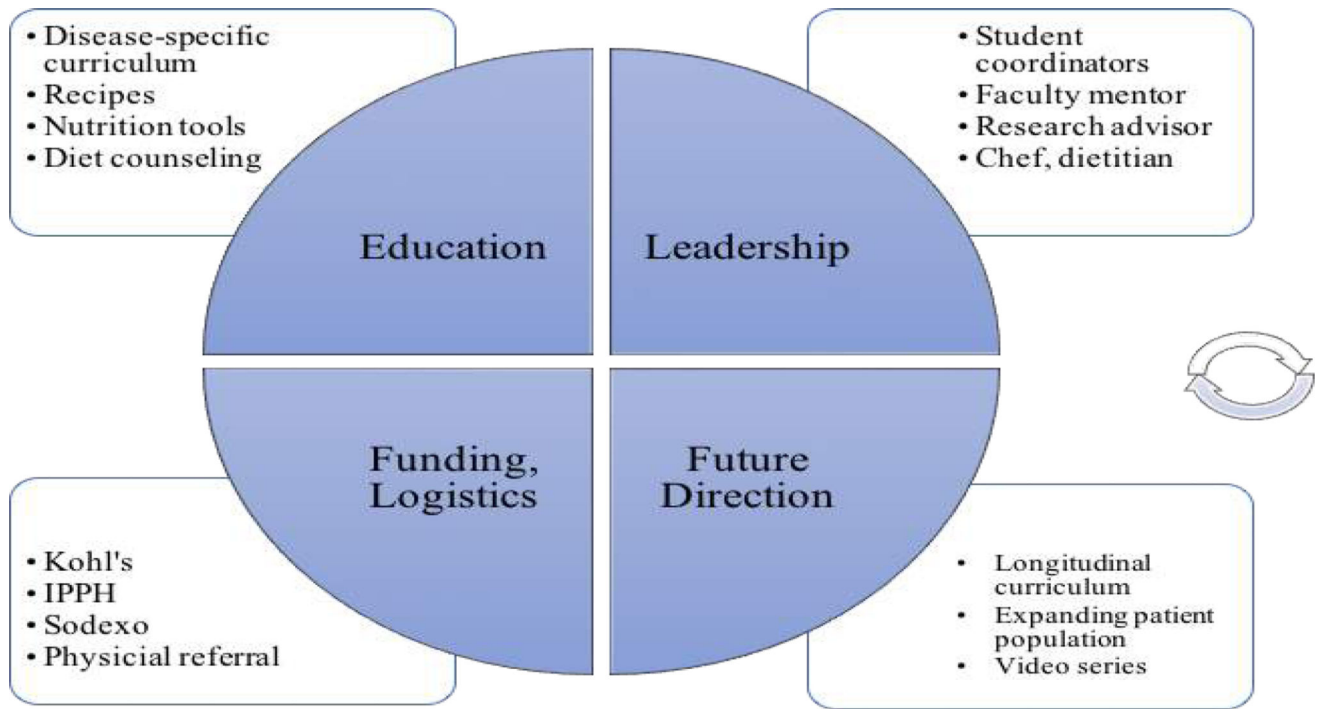 • Disease-specific
curriculum
• Recipes
• Nutrition tools
• Diet counseling
• Student
coordinators
• Faculty mentor
• Research advisor
• Chef, dietitian
Education
Leadership
Funding,
Logistics
Future
Direction
• Kohl's
• IPPH
• Sodexo
• Physicial referral
• Longitudinal
curriculum
• Expanding patient
population
• Video series